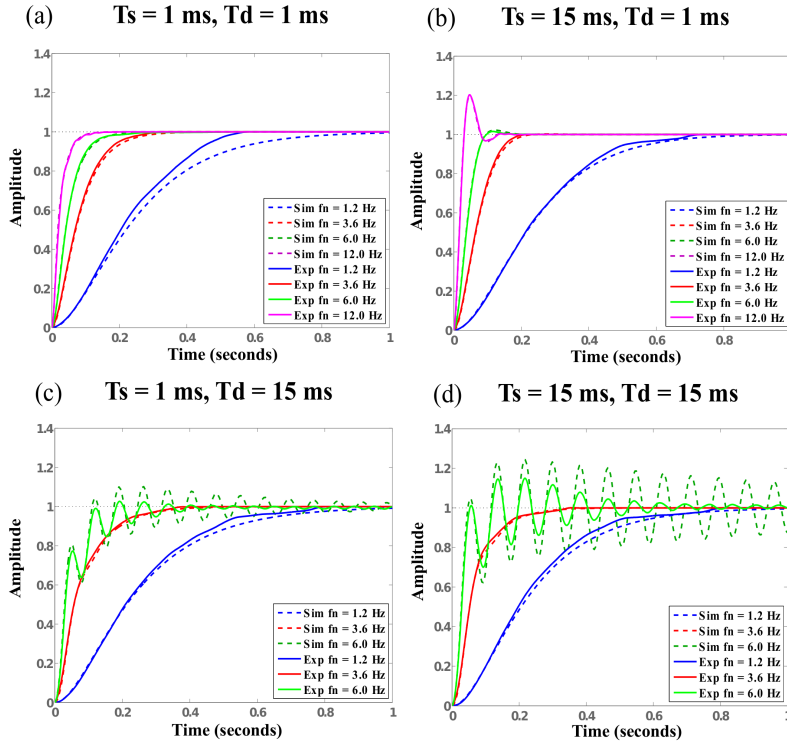 (a) Ts = 1 ms, Td = 1 ms
1.4
1.2
1
0.8
0.6
0.4
0.2
0
0.2
0.4
0.6
0.8
1
Amplitude
Time (seconds)
Sim fn = 1.2 Hz
Sim fn = 3.6 Hz
Sim fn = 6.0 Hz
Sim fn = 12.0 Hz
Exp fn = 1.2 Hz
Exp fn = 3.6 Hz
Exp fn = 6.0 Hz
Exp fn = 12.0 Hz
(b) Ts = 15 ms, Td = 1 ms
1.4
1.2
1
0.8
0.6
0.4
0.2
0
0
0.2
0.4
0.6
0.8
1
Amplitude
Time (seconds)
Sim fn = 1.2 Hz
Sim fn = 3.6 Hz
Sim fn = 6.0 Hz
Sim fn = 12.0 Hz
Exp fn = 1.2 Hz
Exp fn = 3.6 Hz
Exp fn = 6.0 Hz
Exp fn = 12.0 Hz
(c) Ts = 1 ms, Td = 15 ms
1.4
1.2
1
0.8
0.6
0.4
0.2
0
0
0.2
0.4
0.6
0.8
1
Amplitude
Time (seconds)
Sim fn = 1.2 Hz
Sim fn = 3.6 Hz
Sim fn = 6.0 Hz
Exp fn = 1.2 Hz
Exp fn = 3.6 Hz
Exp fn = 6.0 Hz
(d) Ts = 15 ms, Td = 15 ms
1.4
1.2
1
0.8
0.6
0.4
0.2
0
0
0.2
0.4
0.6
0.8
1
Amplitude
Time (seconds)
Sim fn = 1.2 Hz
Sim fn = 3.6 Hz
Sim fn = 6.0 Hz
Exp fn = 1.2 Hz
Exp fn = 3.6 Hz
Exp fn = 6.0 Hz